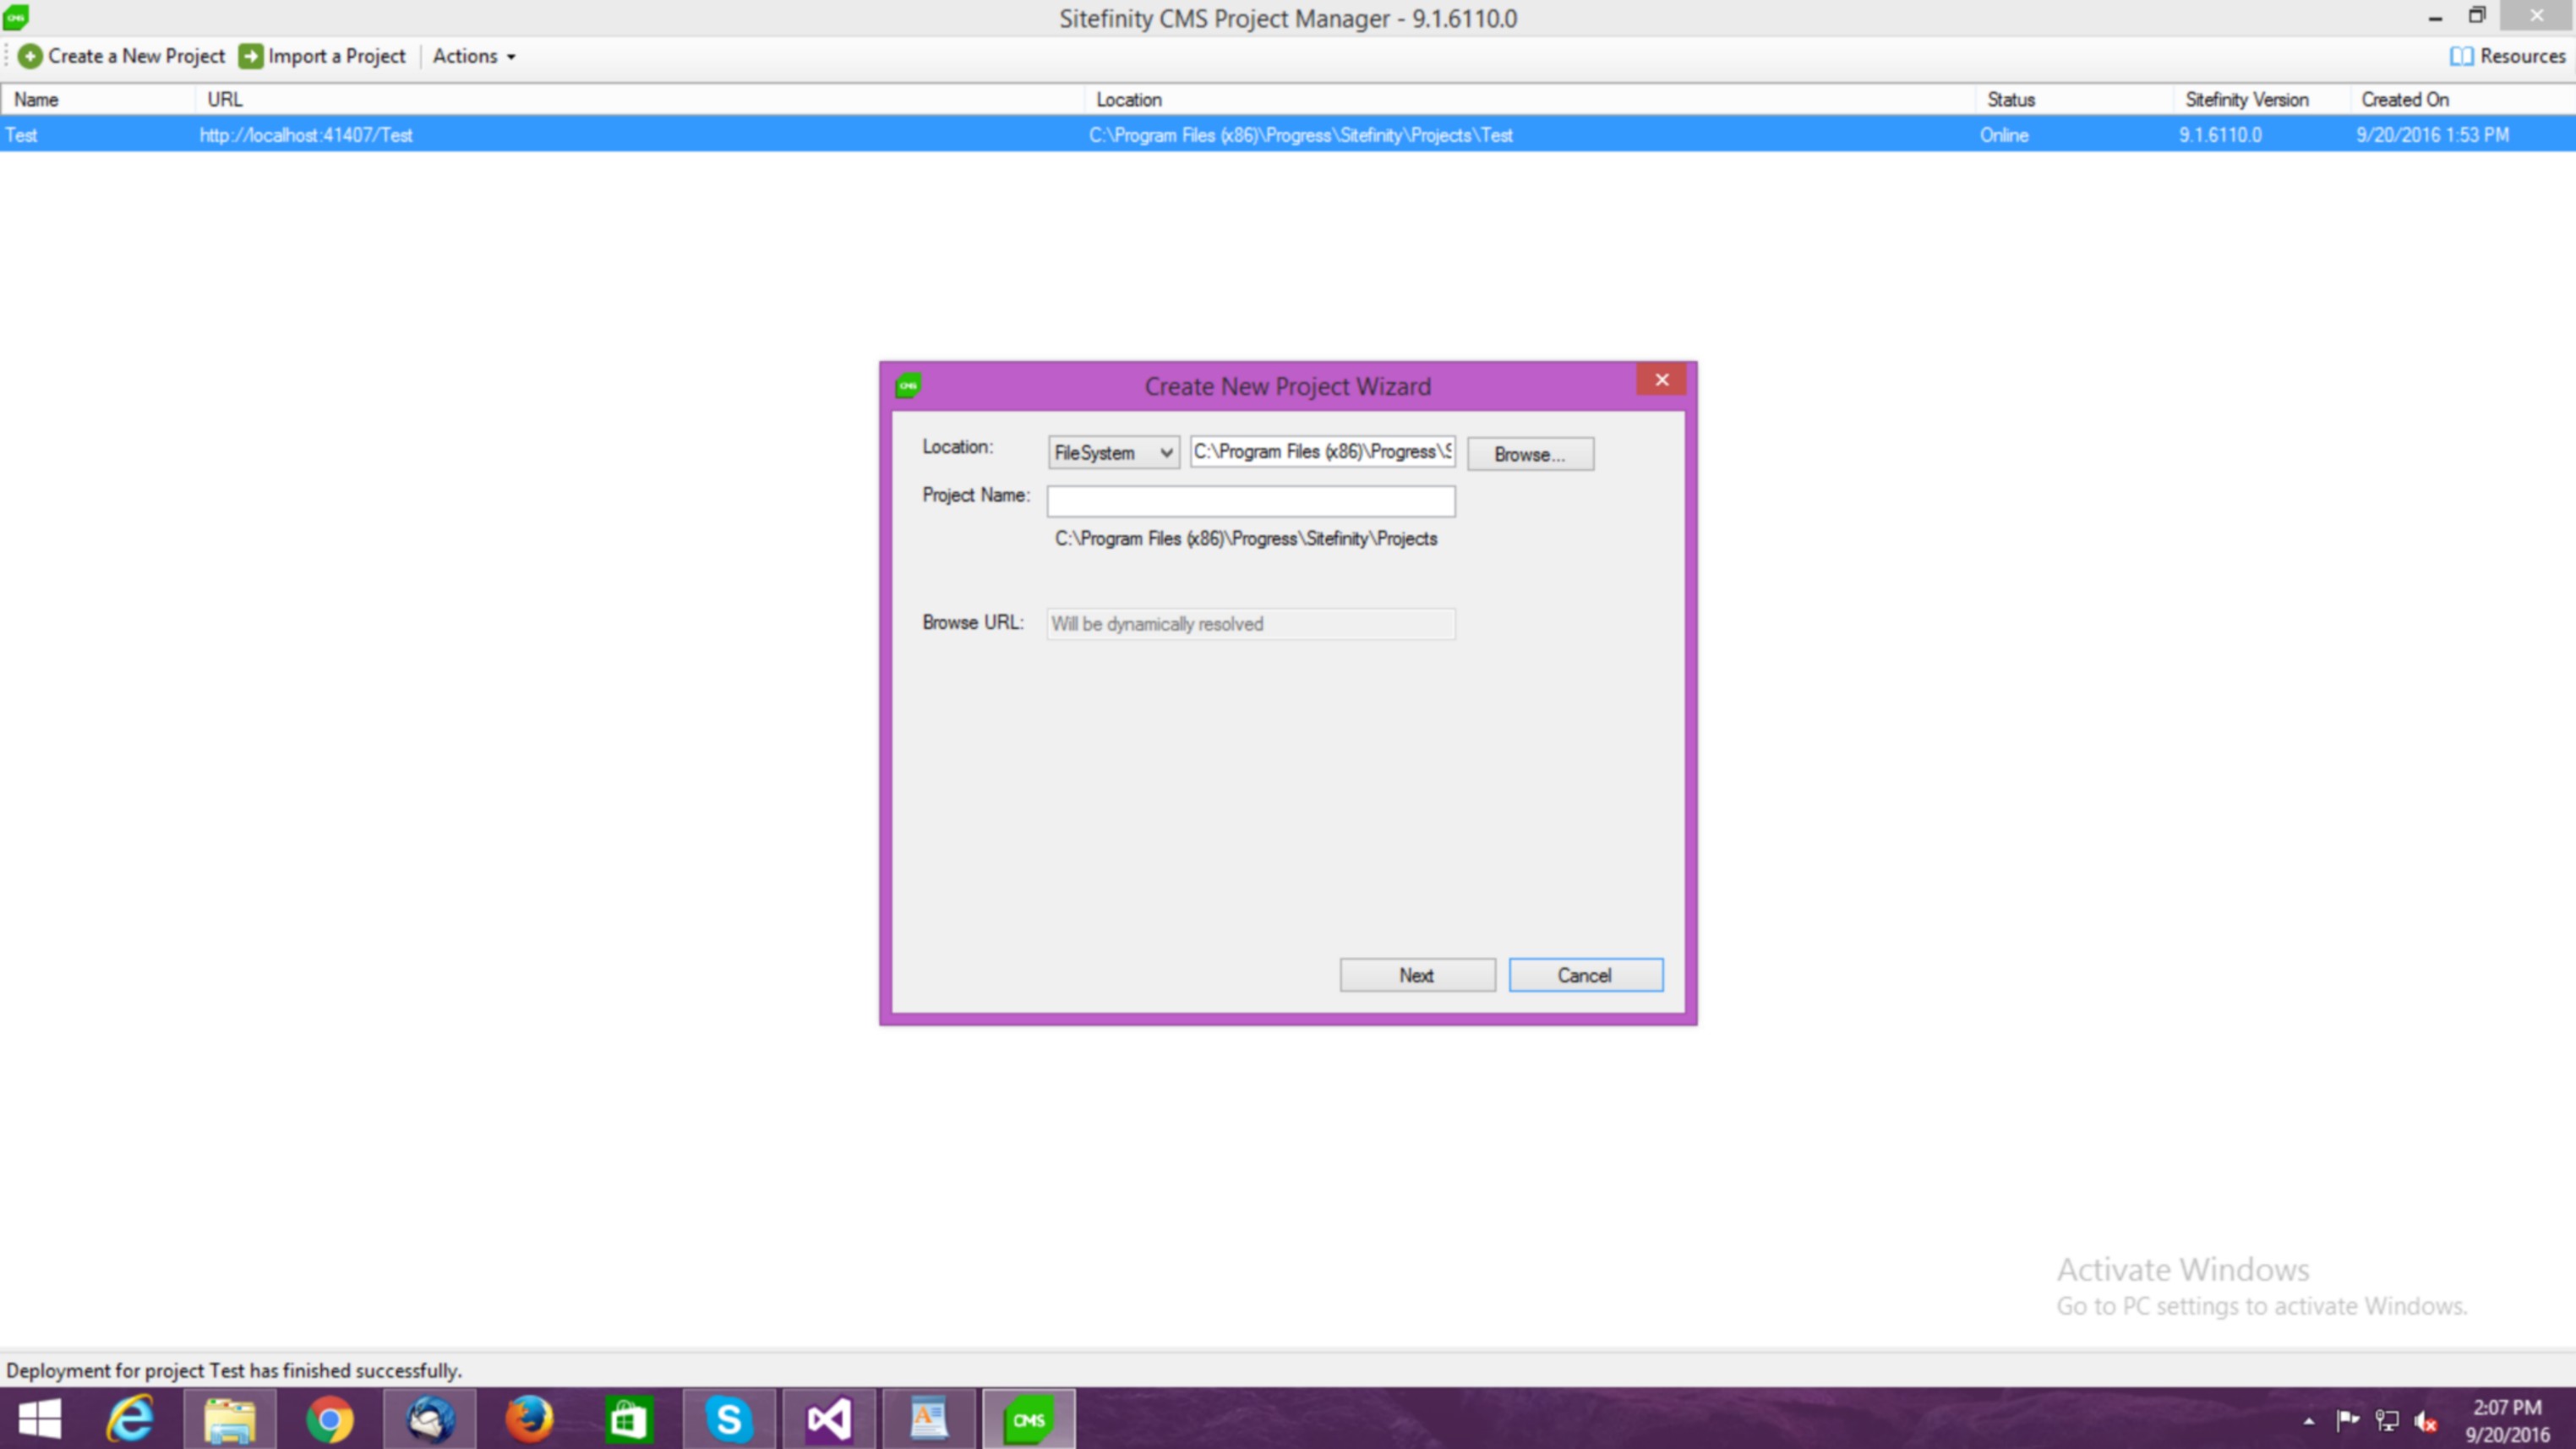 CMS
Sitefinity CMS Project Manager - 9.1.6110.0
Create a New Project Import a Project Actions Resources
Name URL Location Status Sitefinity Version Created On
Test http://localhost:41407/Test C:\Program Files (x86)\Progress\Sitefinity\Projects\Test Online 9.1.6110.0 9/20/2016 1:53 PM
CMS Create New Project Wizard
Location: FileSystem C:\Program Files (x86)\Progress\S Browse...
Project Name:
C:\Program Files (x86)\Progress\Sitefinity\Projects
Browse URL: Will be dynamically resolved
Next Cancel
Activate Windows
Go to PC settings to activate Windows.
Deployment for project Test has finished successfully.
CMS
2:07 PM
9/20/2016